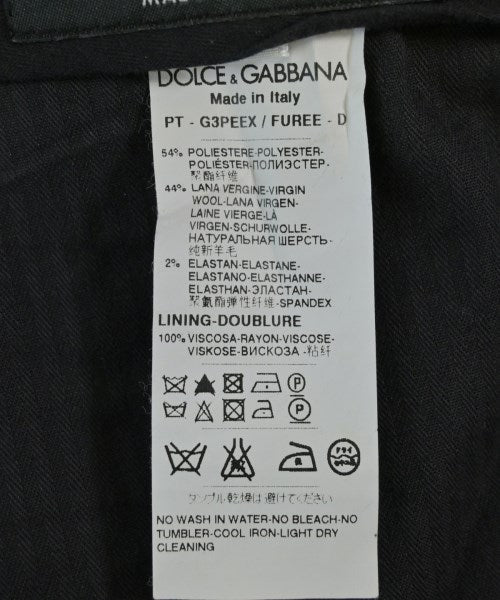 DOLCE & GABBANA
Made in Italy
PT - G3PEEX / FUREE - D
54% POLIESTERE-POLYESTER-
POLIÉSTER-ПОЛИЭСТЕР-
聚酯纤维
44% LANA VERGINE-VIRGIN
WOOL-LANA VIRGEN-
LAINE VIERGE-LÀ
VIRGEN-SCHURWOLLE-
НАТУРАЛЬНАЯ ШЕРСТЬ-
纯新羊毛
2% ELASTAN-ELASTANE-
ELASTANO-ELASTHANNE-
ELASTHAN-ЭЛАСТАН-
聚氨酯弹性纤维-SPANDEX
LINING-DOUBLURE
100% VISCOSA-RAYON-VISCOSE-
VISKOSE-ВИСКОЗА -粘纤
P
P
ドライ
タンブル乾燥は避けてください
NO WASH IN WATER-NO BLEACH-NO
TUMBLER-COOL IRON-LIGHT DRY
CLEANING